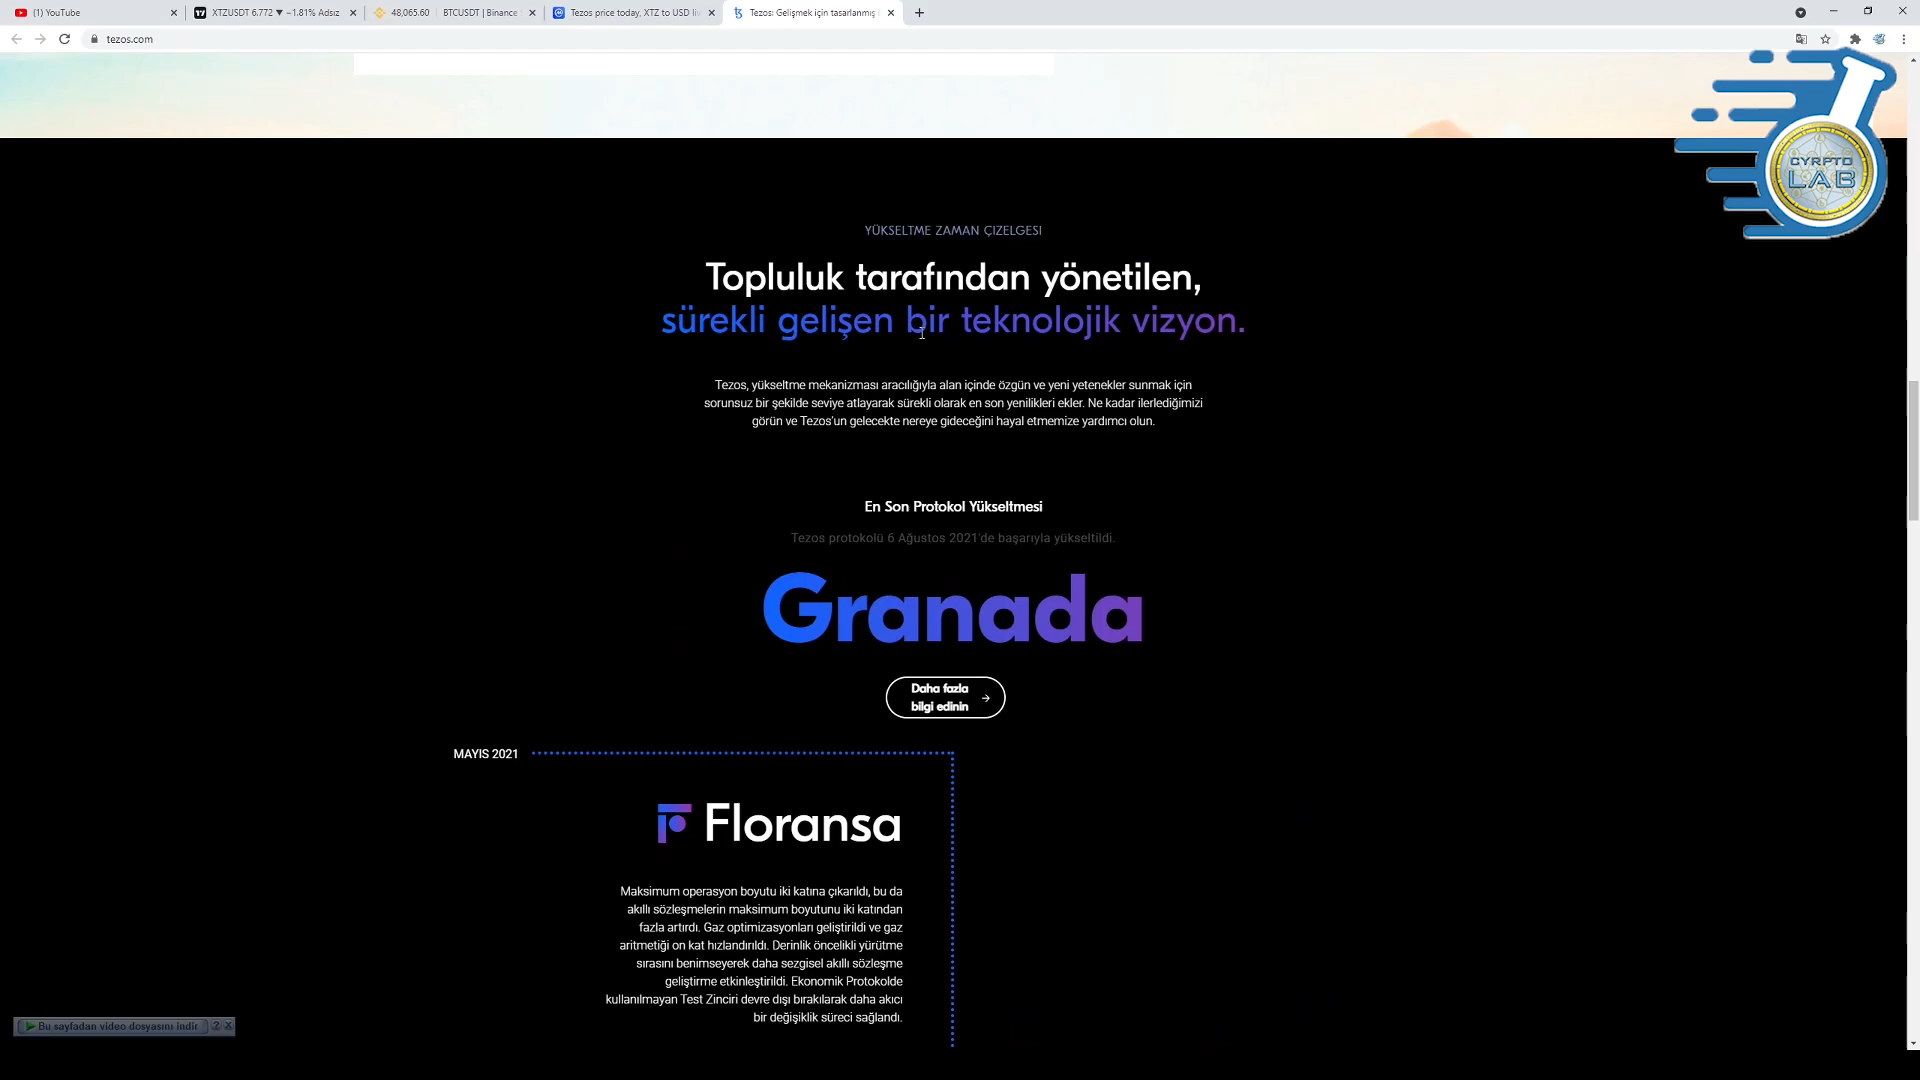 (1) YouTube
XTZUSDT 6.772 ▼ −1.81% Adsız
48,065.60 BTCUSDT | Binance
Tezos price today, XTZ to USD liv
Tezos: Gelişmek için tasarlanmış
tezos.com
CYRPTO
LAB
YÜKSELTME ZAMAN ÇIZELGESI
Topluluk tarafından yönetilen,
sürekli gelişen bir teknolojik vizyon.
Tezos, yükseltme mekanizması aracılığıyla alan içinde özgün ve yeni yetenekler sunmak için
sorunsuz bir şekilde seviye atlayarak sürekli olarak en son yenilikleri ekler. Ne kadar ilerlediğimizi
görün ve Tezos'un gelecekte nereye gideceğini hayal etmemize yardımcı olun.
En Son Protokol Yükseltmesi
Tezos protokolü 6 Ağustos 2021'de başarıyla yükseltildi.
Granada
Daha fazla
bilgi edinin
MAYIS 2021
Floransa
Maksimum operasyon boyutu iki katına çıkarıldı, bu da
akıllı sözleşmelerin maksimum boyutunu iki katından
fazla artırdı. Gaz optimizasyonları geliştirildi ve gaz
aritmetiği on kat hızlandırıldı. Derinlik öncelikli yürütme
sırasını benimseyerek daha sezgisel akıllı sözleşme
geliştirme etkinleştirildi. Ekonomik Protokolde
kullanılmayan Test Zinciri devre dışı bırakılarak daha akıcı
bir değişiklik süreci sağlandı.
Bu sayfadan video dosyasını indir ? X